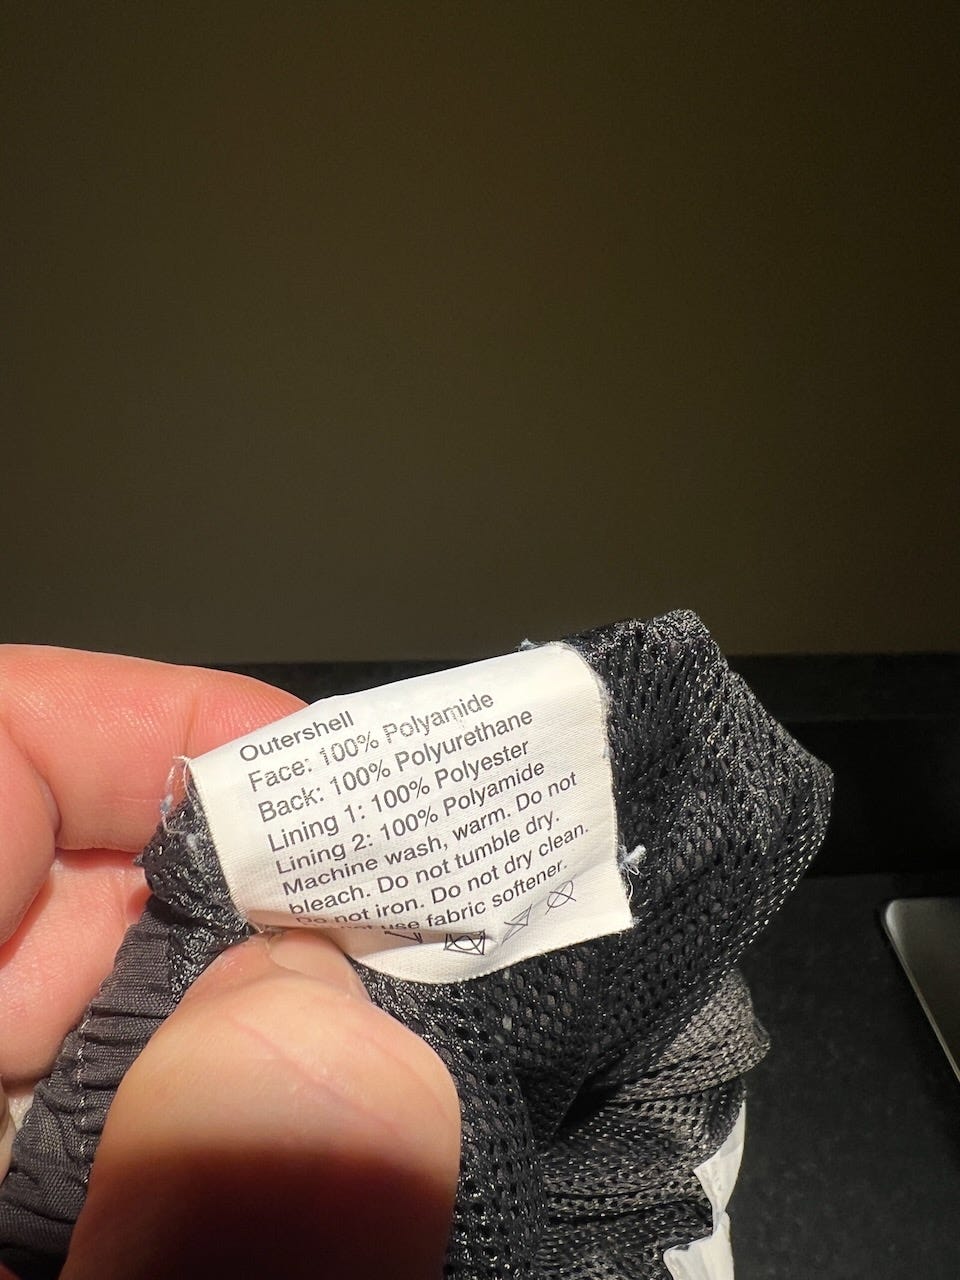 Outershell
Face: 100% Polyamide
Back: 100% Polyurethane
Lining 1: 100% Polyester
Lining 2: 100% Polyamide
Machine wash, warm. Do not
bleach. Do not tumble dry.
Do not iron. Do not dry clean.
not use fabric softener.